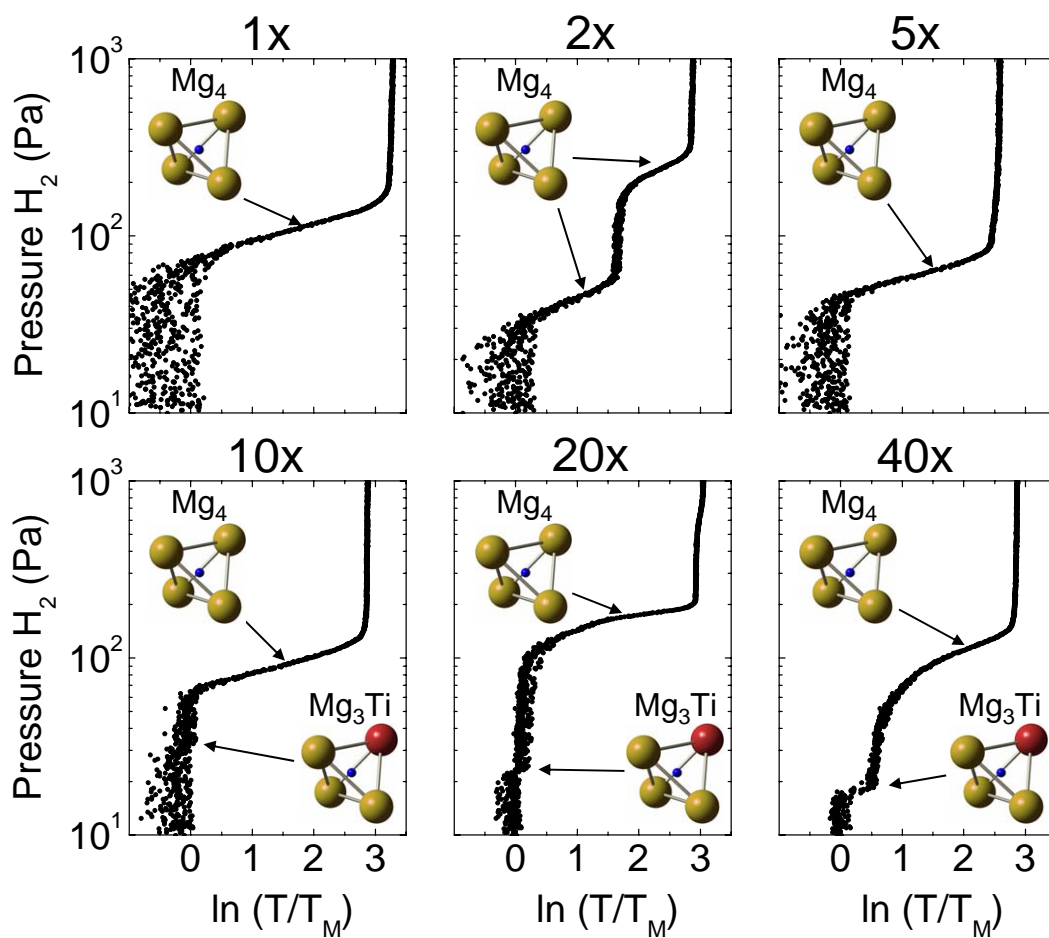 1x
2x
5x
Pressure H₂ (Pa)
10³
10²
10¹
Mg₄
Mg₄
Mg₄
10x
20x
40x
Pressure H₂ (Pa)
10³
10²
10¹
Mg₄
Mg₄
Mg₄
Mg₃Ti
Mg₃Ti
Mg₃Ti
0 1 2 3
0 1 2 3
0 1 2 3
ln (T/T_M)
ln (T/T_M)
ln (T/T_M)